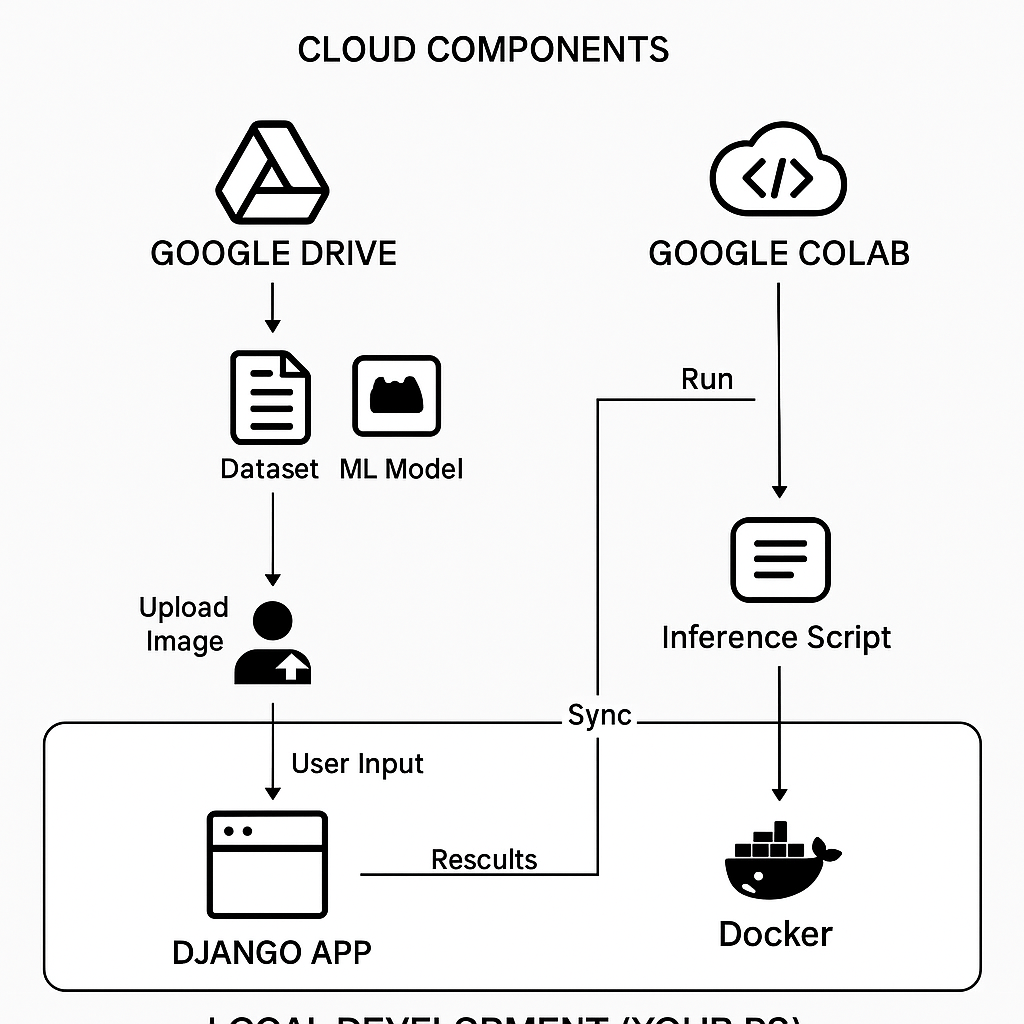 CLOUD COMPONENTS
GOOGLE DRIVE
GOOGLE COLAB
Run
Dataset
ML Model
Upload
Image
Inference Script
Sync
User Input
Rescults
DJANGO APP
Docker
LOCAL DEVELOPMENT (YOUR